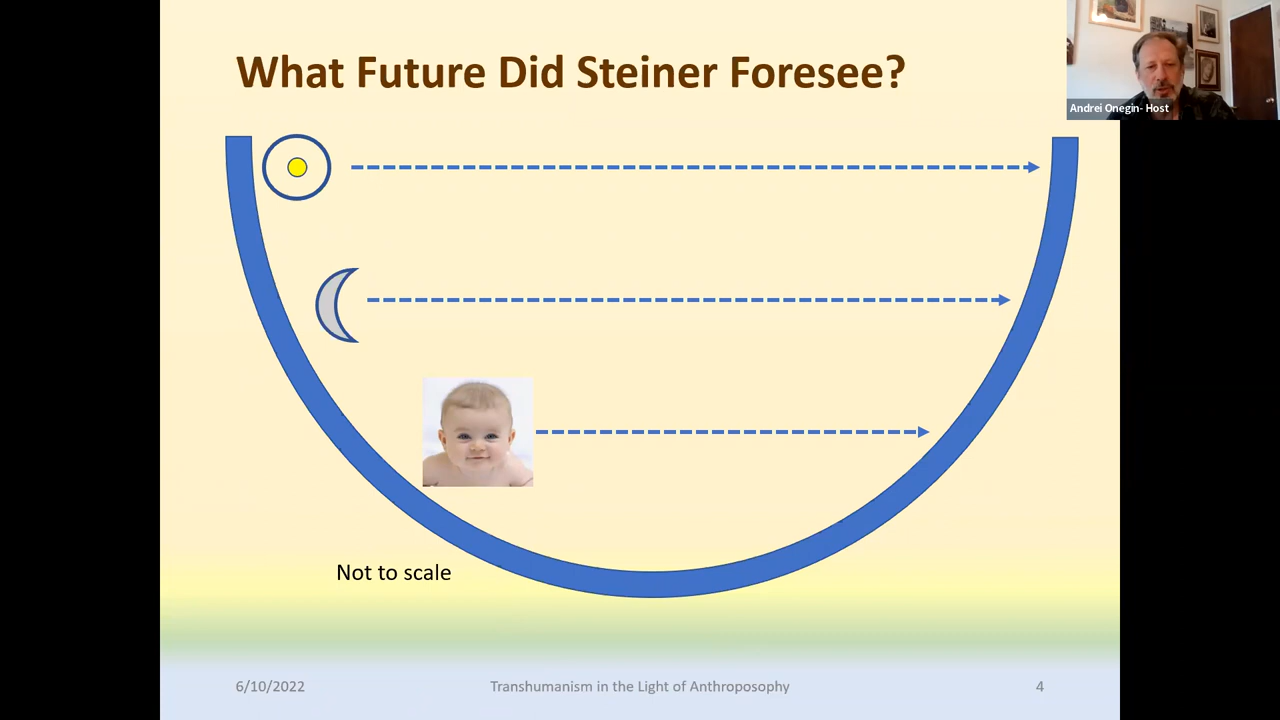 What Future Did Steiner Foresee?
Andrei Onegin- Host
Not to scale
6/10/2022
Transhumanism in the Light of Anthroposophy
4